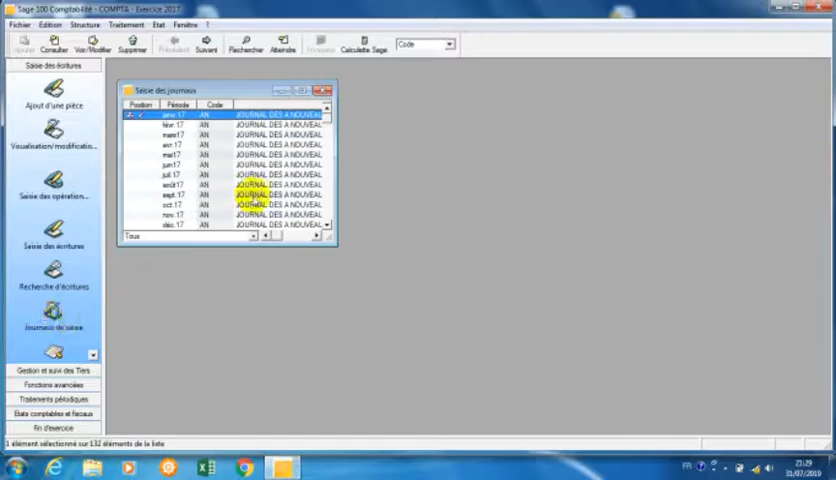 Sage 100 Comptabilité - COMPTA - Exercice 2017
Fichier Edition Structure Traitement Etat Fenêtre ?
Ajouter Consulter Voir/Modifier Supprimer Précédent Suivant Rechercher Atteindre Calculette Sage Code
Saisie des écritures
Ajout d'une pièce
Visualisation/modificatio...
Saisie des opération...
Saisie des écritures
Recherche d'écritures
Journaux de saisie
Gestion et suivi des Tiers
Fonctions avancées
Traitements périodiques
Etats comptables et fiscaux
Fin d'exercice
Saisie des journaux
Position Période Code
janv.17 AN JOURNAL DES A NOUVEAU
févr.17 AN JOURNAL DES A NOUVEAU
mars17 AN JOURNAL DES A NOUVEAU
avr.17 AN JOURNAL DES A NOUVEAU
mai17 AN JOURNAL DES A NOUVEAU
juin17 AN JOURNAL DES A NOUVEAU
juil.17 AN JOURNAL DES A NOUVEAU
août17 AN JOURNAL DES A NOUVEAU
sept.17 AN JOURNAL DES A NOUVEAU
oct.17 AN JOURNAL DES A NOUVEAU
nov.17 AN JOURNAL DES A NOUVEAU
déc.17 AN JOURNAL DES A NOUVEAU
Tous
1 élément sélectionné sur 132 éléments de la liste
FR
21:29
31/07/2019